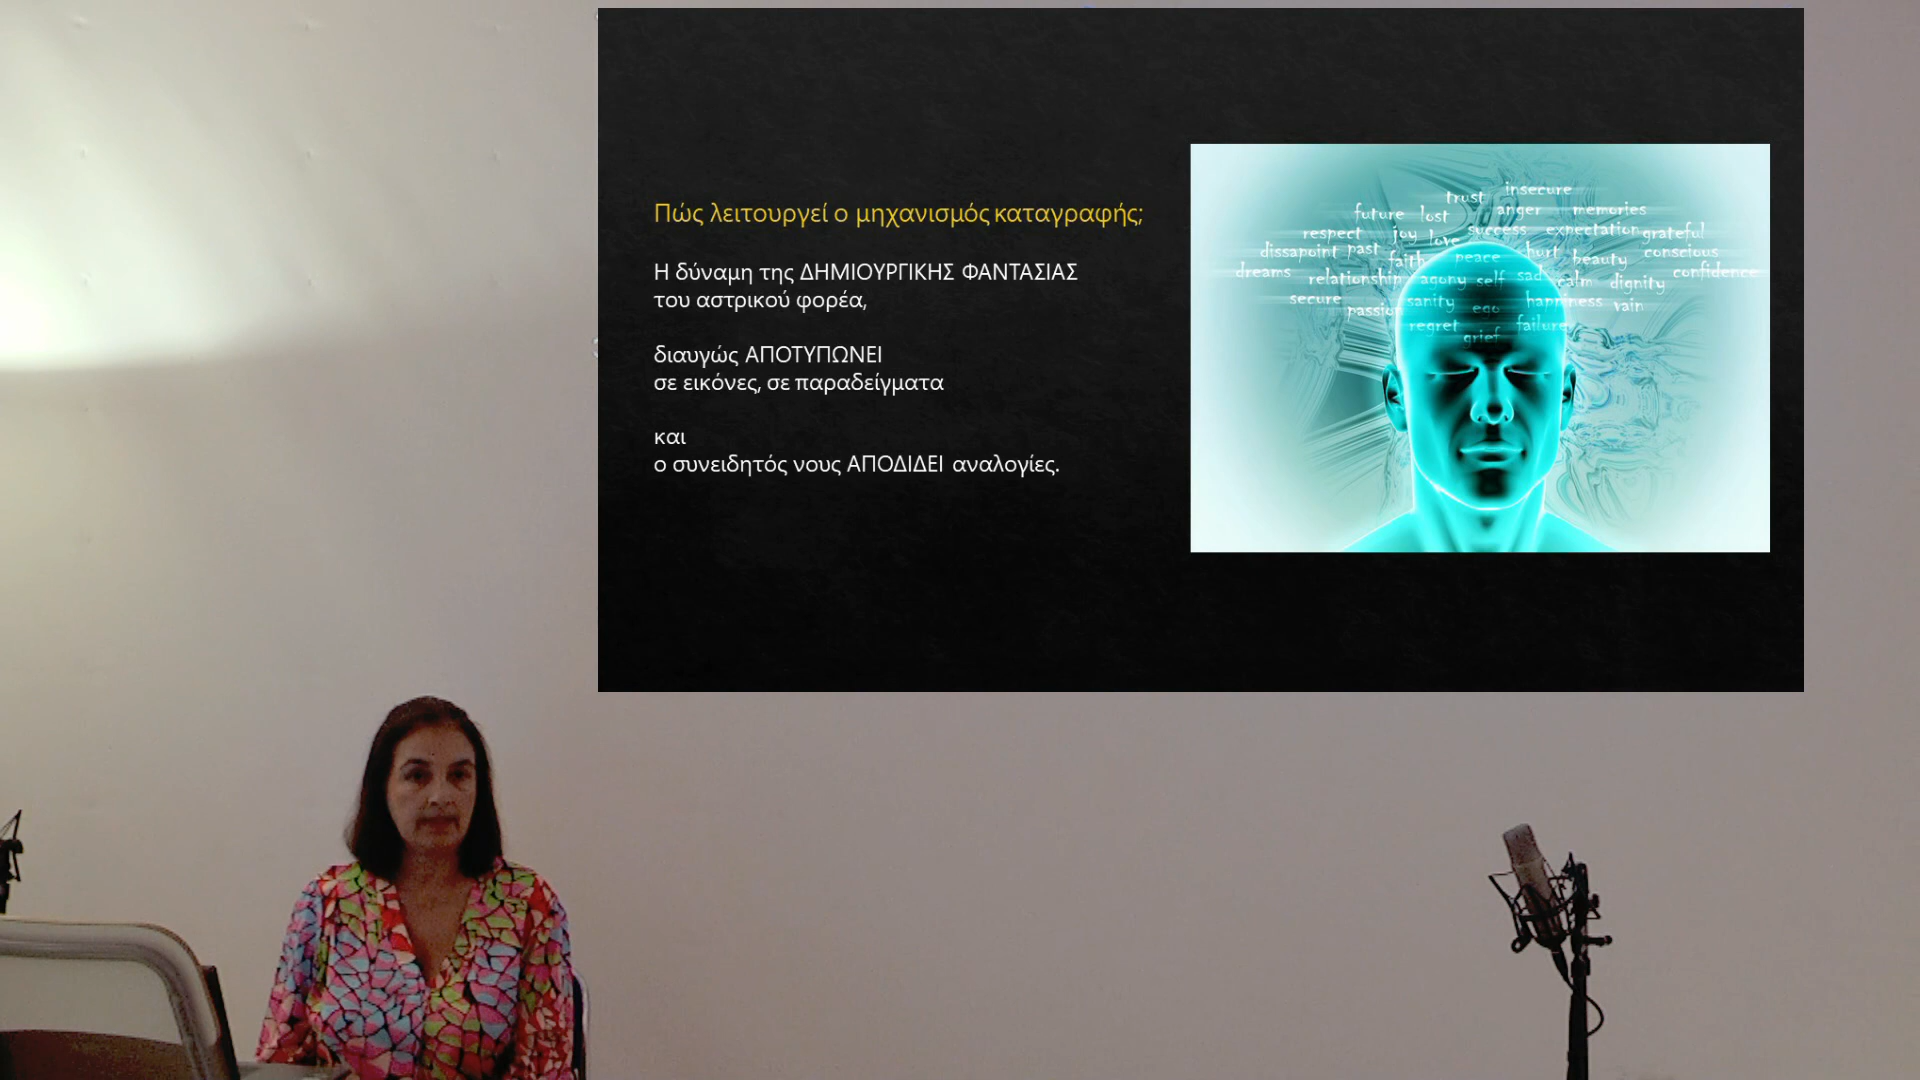 Πώς λειτουργεί ο μηχανισμός καταγραφής;
Η δύναμη της ΔΗΜΙΟΥΡΓΙΚΗΣ ΦΑΝΤΑΣΙΑΣ
του αστρικού φορέα,
διαυγώς ΑΠΟΤΥΠΩΝΕΙ
σε εικόνες, σε παραδείγματα
και
ο συνειδητός νους ΑΠΟΔΙΔΕΙ αναλογίες.
trust insecure
future lost anger memories
respect joy love success expectation grateful
dissapoint past faith peace hurt beauty conscious
dreams relationship agony self sad calm dignity confidence
secure passion sanity ego happiness vain
regret grief failure